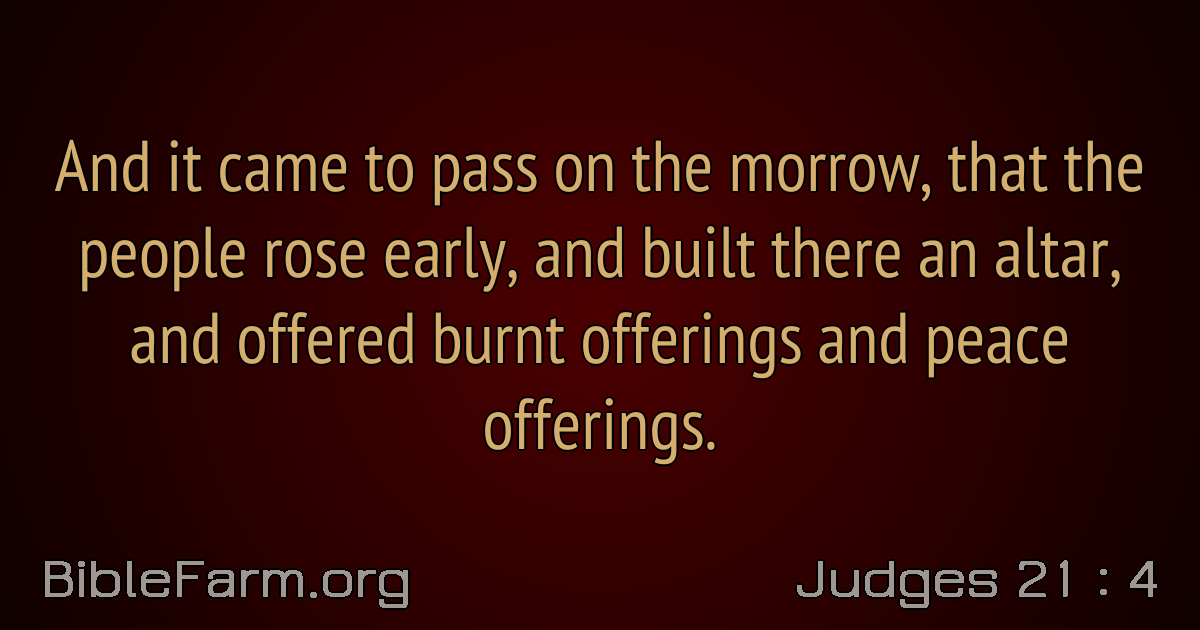 And it came to pass on the morrow, that the
people rose early, and built there an altar,
and offered burnt offerings and peace
offerings.
BibleFarm.org
Judges 21 : 4